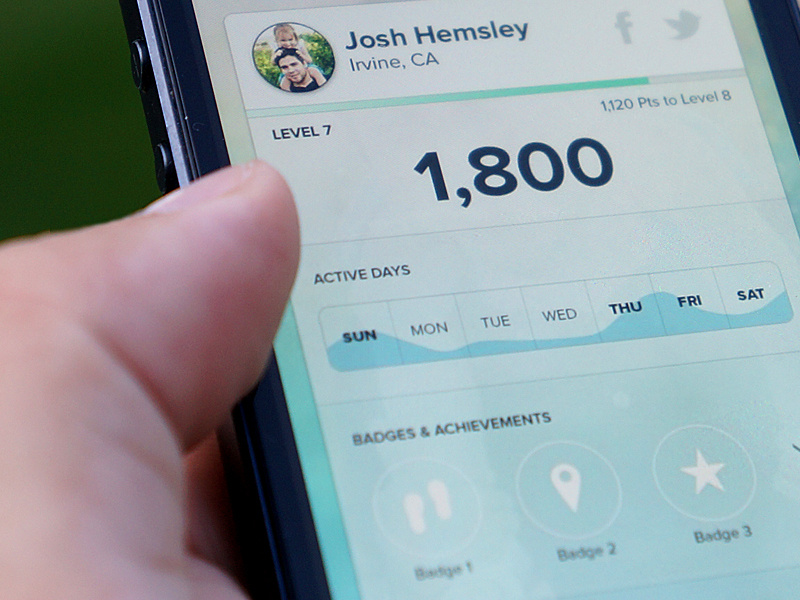 Josh Hemsley
Irvine, CA
1,120 Pts to Level 8
LEVEL 7
1,800
ACTIVE DAYS
SUN MON TUE WED THU FRI SAT
BADGES & ACHIEVEMENTS
Badge 1 Badge 2 Badge 3